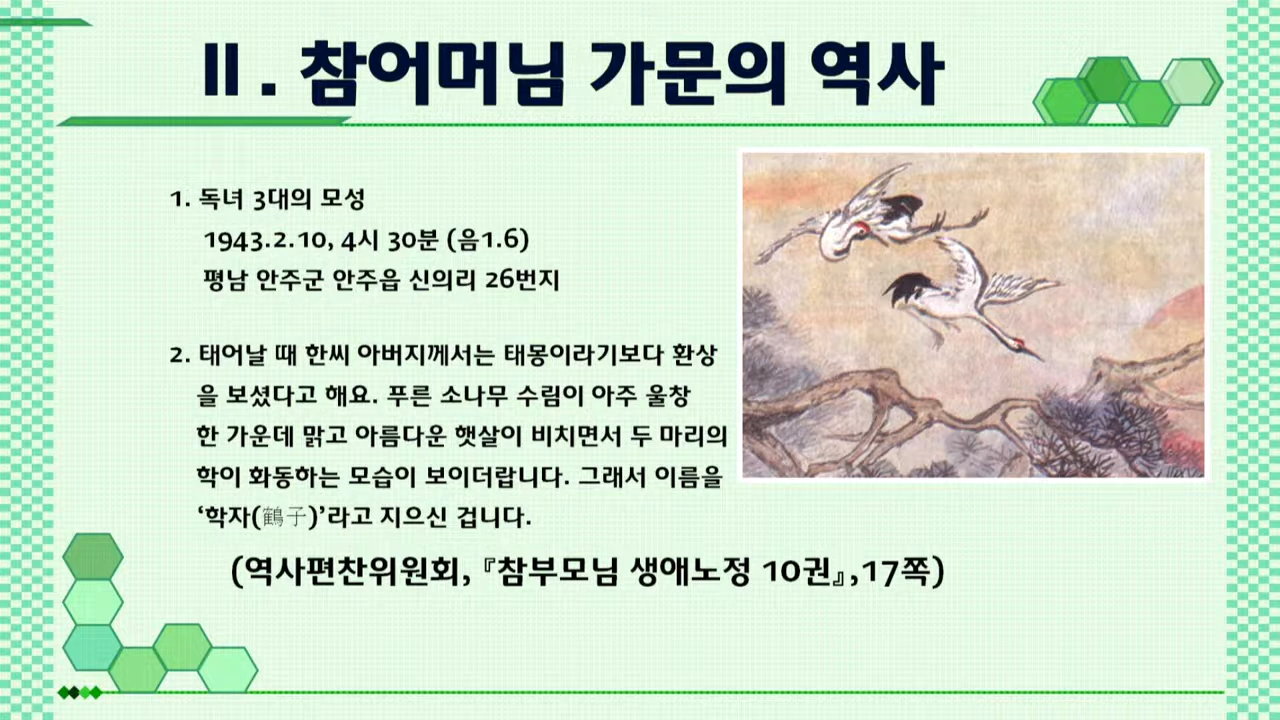 II. 참어머님 가문의 역사
1. 독녀 3대의 모성
1943.2.10, 4시 30분 (음1.6)
평남 안주군 안주읍 신의리 26번지
2. 태어날 때 한씨 아버지께서는 태몽이라기보다 환상
을 보셨다고 해요. 푸른 소나무 수림이 아주 울창
한 가운데 맑고 아름다운 햇살이 비치면서 두 마리의
학이 화동하는 모습이 보이더랍니다. 그래서 이름을
‘학자(鶴子)’라고 지으신 겁니다.
(역사편찬위원회, 『참부모님 생애노정 10권』,17쪽)